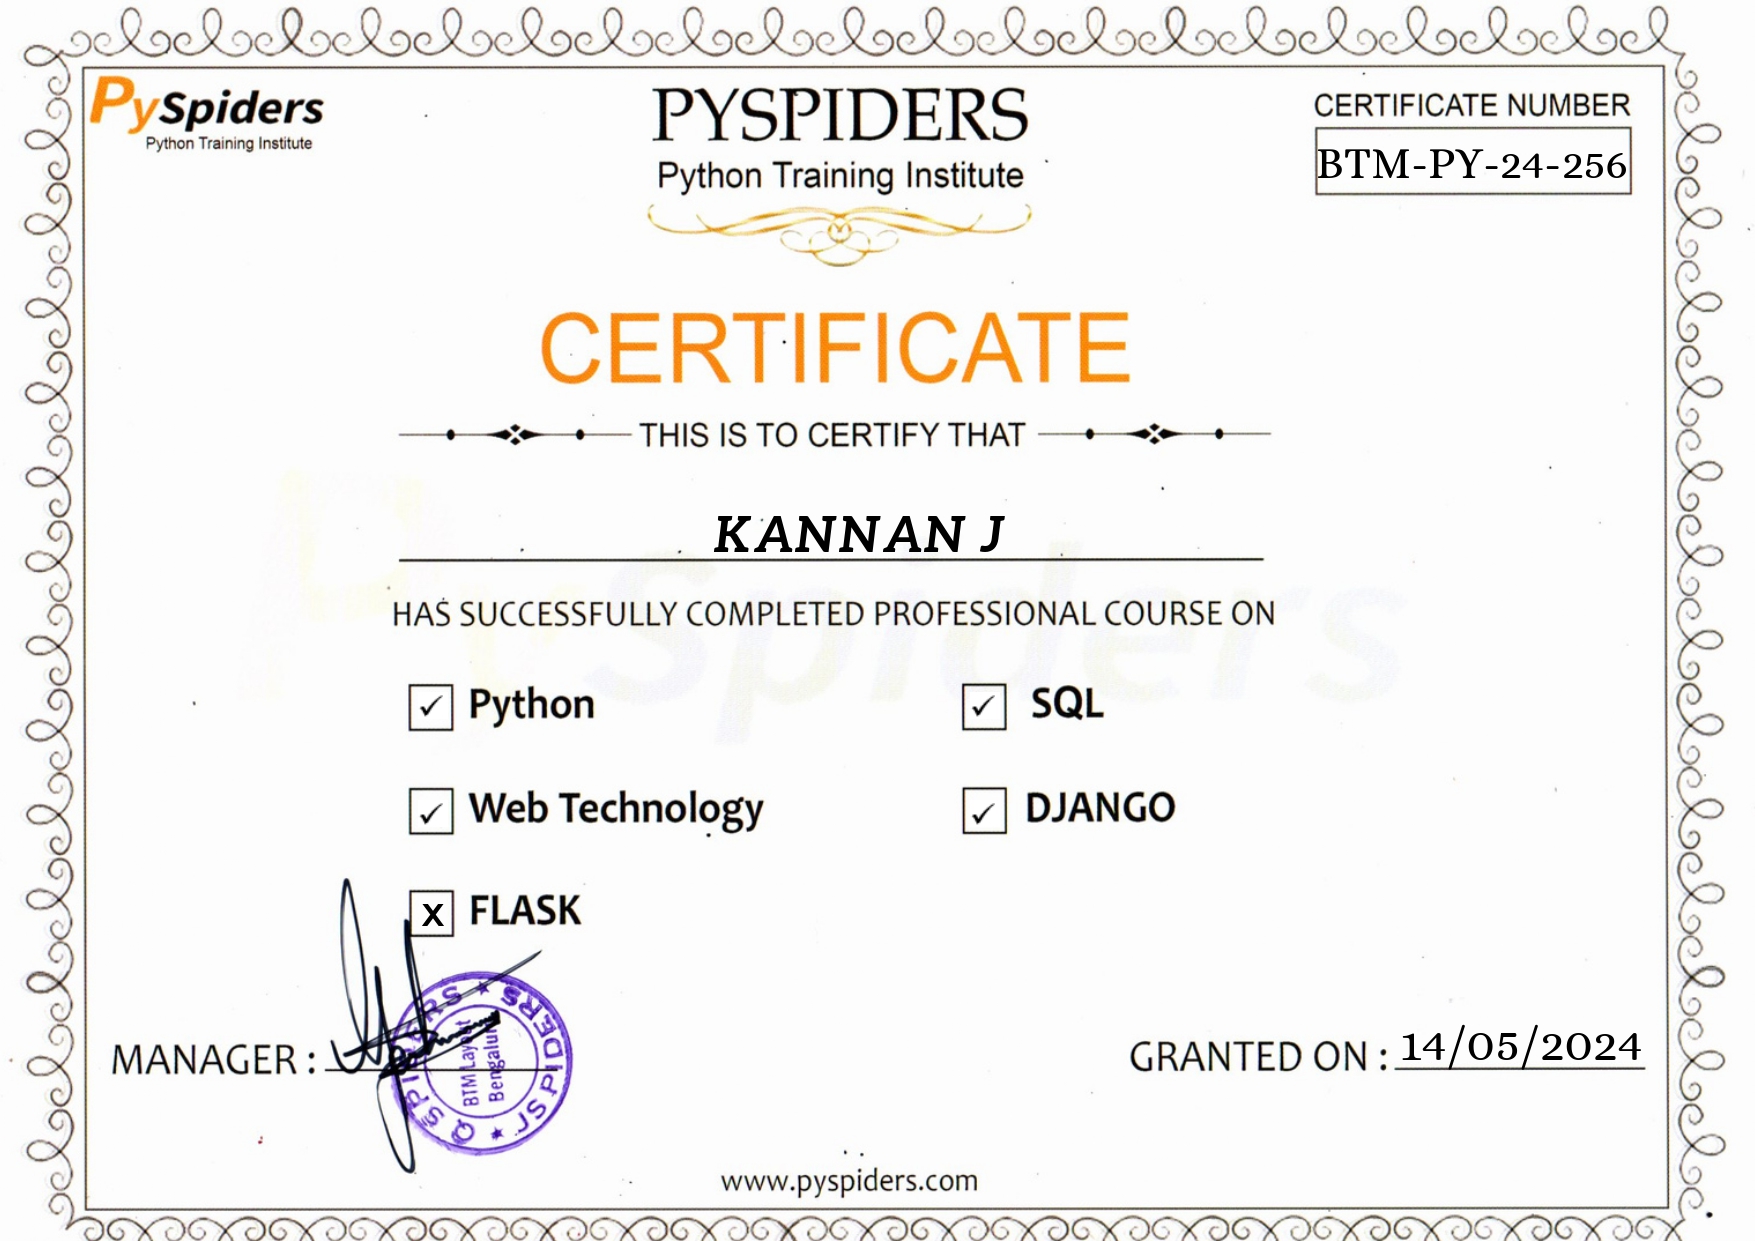 PySpiders
Python Training Institute
PYSPIDERS
Python Training Institute
CERTIFICATE NUMBER
BTM-PY-24-256
CERTIFICATE
THIS IS TO CERTIFY THAT
KANNAN J
HAS SUCCESSFULLY COMPLETED PROFESSIONAL COURSE ON
✓ Python
✓ SQL
✓ Web Technology
✓ DJANGO
X FLASK
MANAGER :
QSPIDERS ★ JSPIDERS ★
BTM Layout
Bengaluru
GRANTED ON : 14/05/2024
www.pyspiders.com
PySpiders